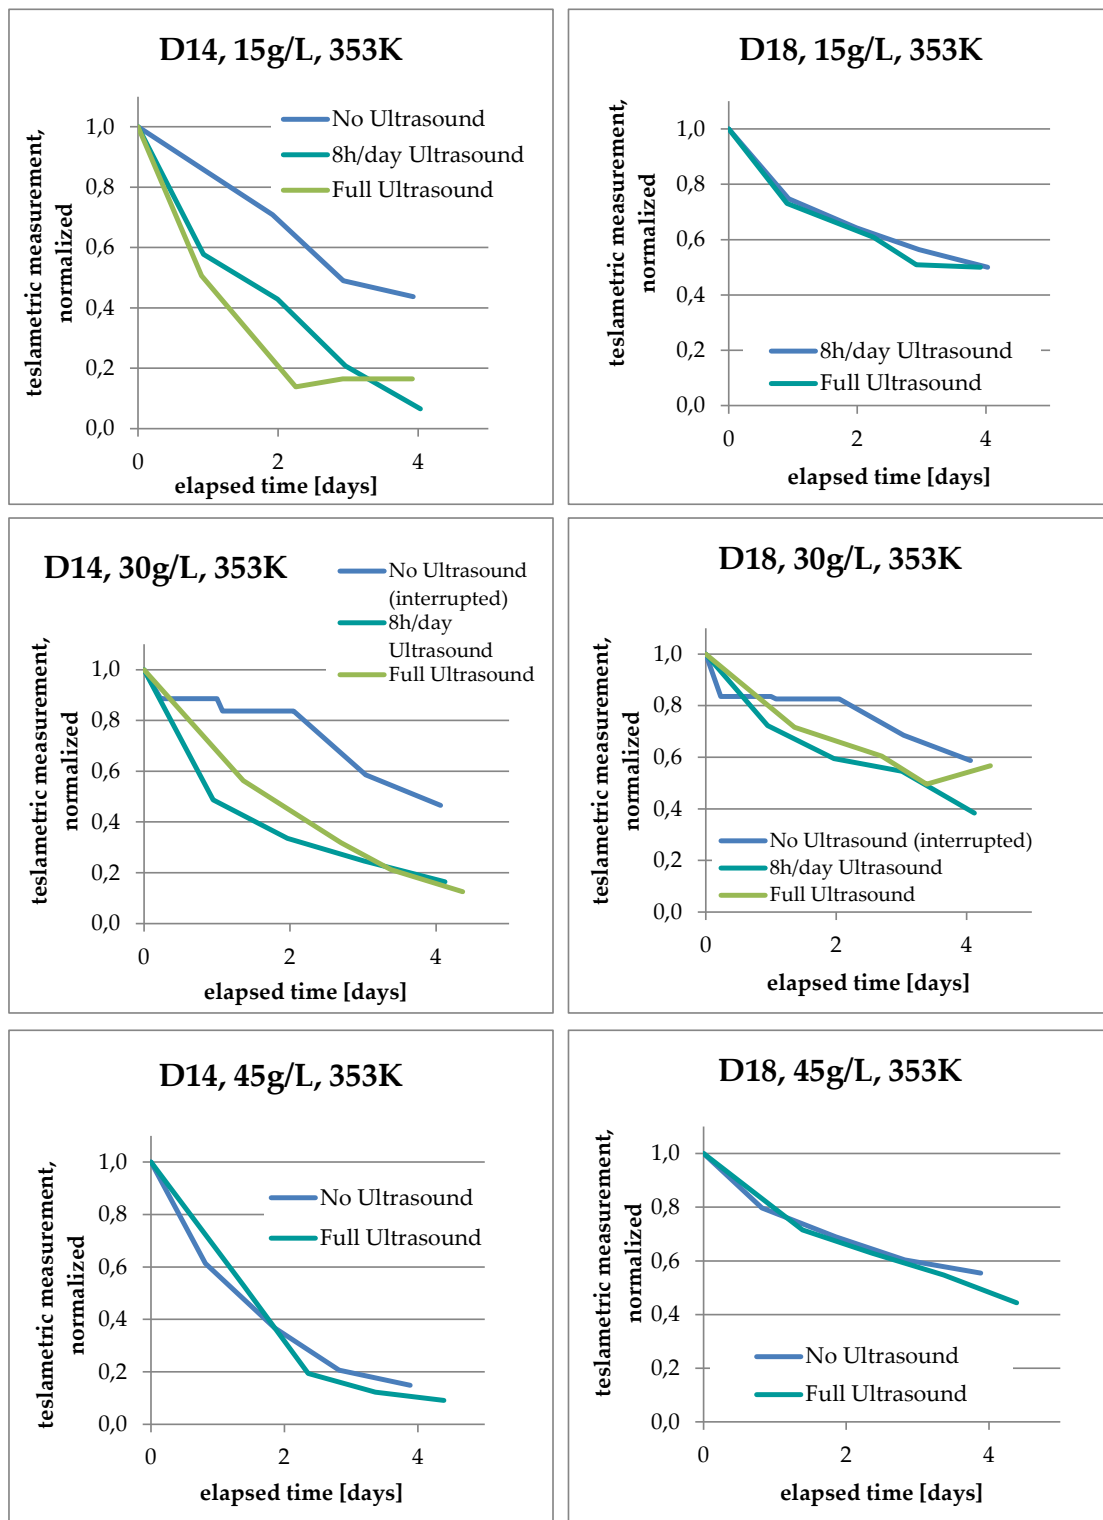 D14, 15g/L, 353K
teslametric measurement,
normalized
1,0
0,8
0,6
0,4
0,2
0,0
No Ultrasound
8h/day Ultrasound
Full Ultrasound
0 2 4
elapsed time [days]
D18, 15g/L, 353K
teslametric measurement,
normalized
1,0
0,8
0,6
0,4
0,2
0,0
8h/day Ultrasound
Full Ultrasound
0 2 4
elapsed time [days]
D14, 30g/L, 353K
No Ultrasound
(interrupted)
8h/day
Ultrasound
Full Ultrasound
teslametric measurement,
normalized
1,0
0,8
0,6
0,4
0,2
0,0
0 2 4
elapsed time [days]
D18, 30g/L, 353K
teslametric measurement,
normalized
1,0
0,8
0,6
0,4
0,2
0,0
No Ultrasound (interrupted)
8h/day Ultrasound
Full Ultrasound
0 2 4
elapsed time [days]
D14, 45g/L, 353K
teslametric measurement,
normalized
1,0
0,8
0,6
0,4
0,2
0,0
No Ultrasound
Full Ultrasound
0 2 4
elapsed time [days]
D18, 45g/L, 353K
teslametric measurement,
normalized
1,0
0,8
0,6
0,4
0,2
0,0
No Ultrasound
Full Ultrasound
0 2 4
elapsed time [days]